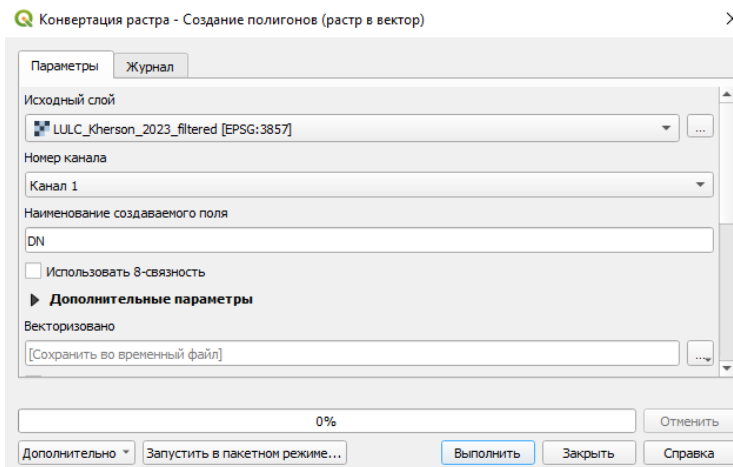 Конвертация растра - Создание полигонов (растр в вектор)
Параметры Журнал
Исходный слой
LULC_Kherson_2023_filtered [EPSG:3857]
...
Номер канала
Канал 1
Наименование создаваемого поля
DN
Использовать 8-связность
Дополнительные параметры
Векторизовано
[Сохранить во временный файл]
...
0%
Отменить
Дополнительно Запустить в пакетном режиме... Выполнить Закрыть Справка